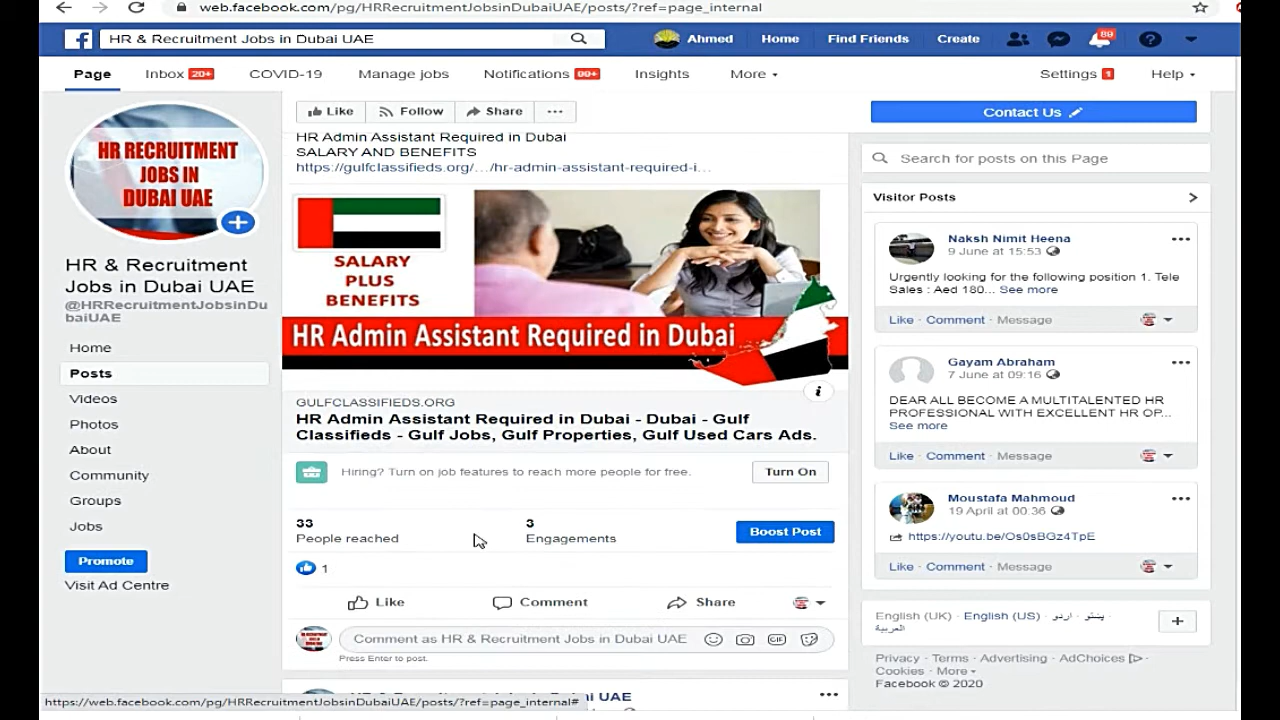 web.facebook.com/pg/HRRecruitmentJobsinDubaiUAE/posts/?ref=page_internal
HR & Recruitment Jobs in Dubai UAE
Ahmed
Home
Find Friends
Create
89
Page
Inbox 20+
COVID-19
Manage jobs
Notifications 99+
Insights
More
Settings 1
Help
HR RECRUITMENT
JOBS IN
DUBAI UAE
HR & Recruitment
Jobs in Dubai UAE
@HRRecruitmentJobsinDu
baiUAE
Home
Posts
Videos
Photos
About
Community
Groups
Jobs
Promote
Visit Ad Centre
Like
Follow
Share
HR Admin Assistant Required in Dubai
SALARY AND BENEFITS
https://gulfclassifieds.org/.../hr-admin-assistant-required-i...
SALARY
PLUS
BENEFITS
HR Admin Assistant Required in Dubai
GULFCLASSIFIEDS.ORG
HR Admin Assistant Required in Dubai - Dubai - Gulf
Classifieds - Gulf Jobs, Gulf Properties, Gulf Used Cars Ads.
Hiring? Turn on job features to reach more people for free.
Turn On
33
People reached
3
Engagements
Boost Post
1
Like
Comment
Share
Comment as HR & Recruitment Jobs in Dubai UAE
GIF
Press Enter to post.
UAE
Contact Us
Search for posts on this Page
Visitor Posts
Naksh Nimit Heena
9 June at 15:53
Urgently looking for the following position 1. Tele
Sales : Aed 180... See more
Like · Comment · Message
Gayam Abraham
7 June at 09:16
DEAR ALL BECOME A MULTITALENTED HR
PROFESSIONAL WITH EXCELLENT HR OP...
See more
Like · Comment · Message
Moustafa Mahmoud
19 April at 00:36
https://youtu.be/Os0sBGz4TpE
Like · Comment · Message
English (UK) · English (US) · اردو · پښتو ·
العربية
Privacy · Terms · Advertising · AdChoices ·
Cookies · More
Facebook © 2020
https://web.facebook.com/pg/HRRecruitmentJobsinDubaiUAE/posts/?ref=page_internal#